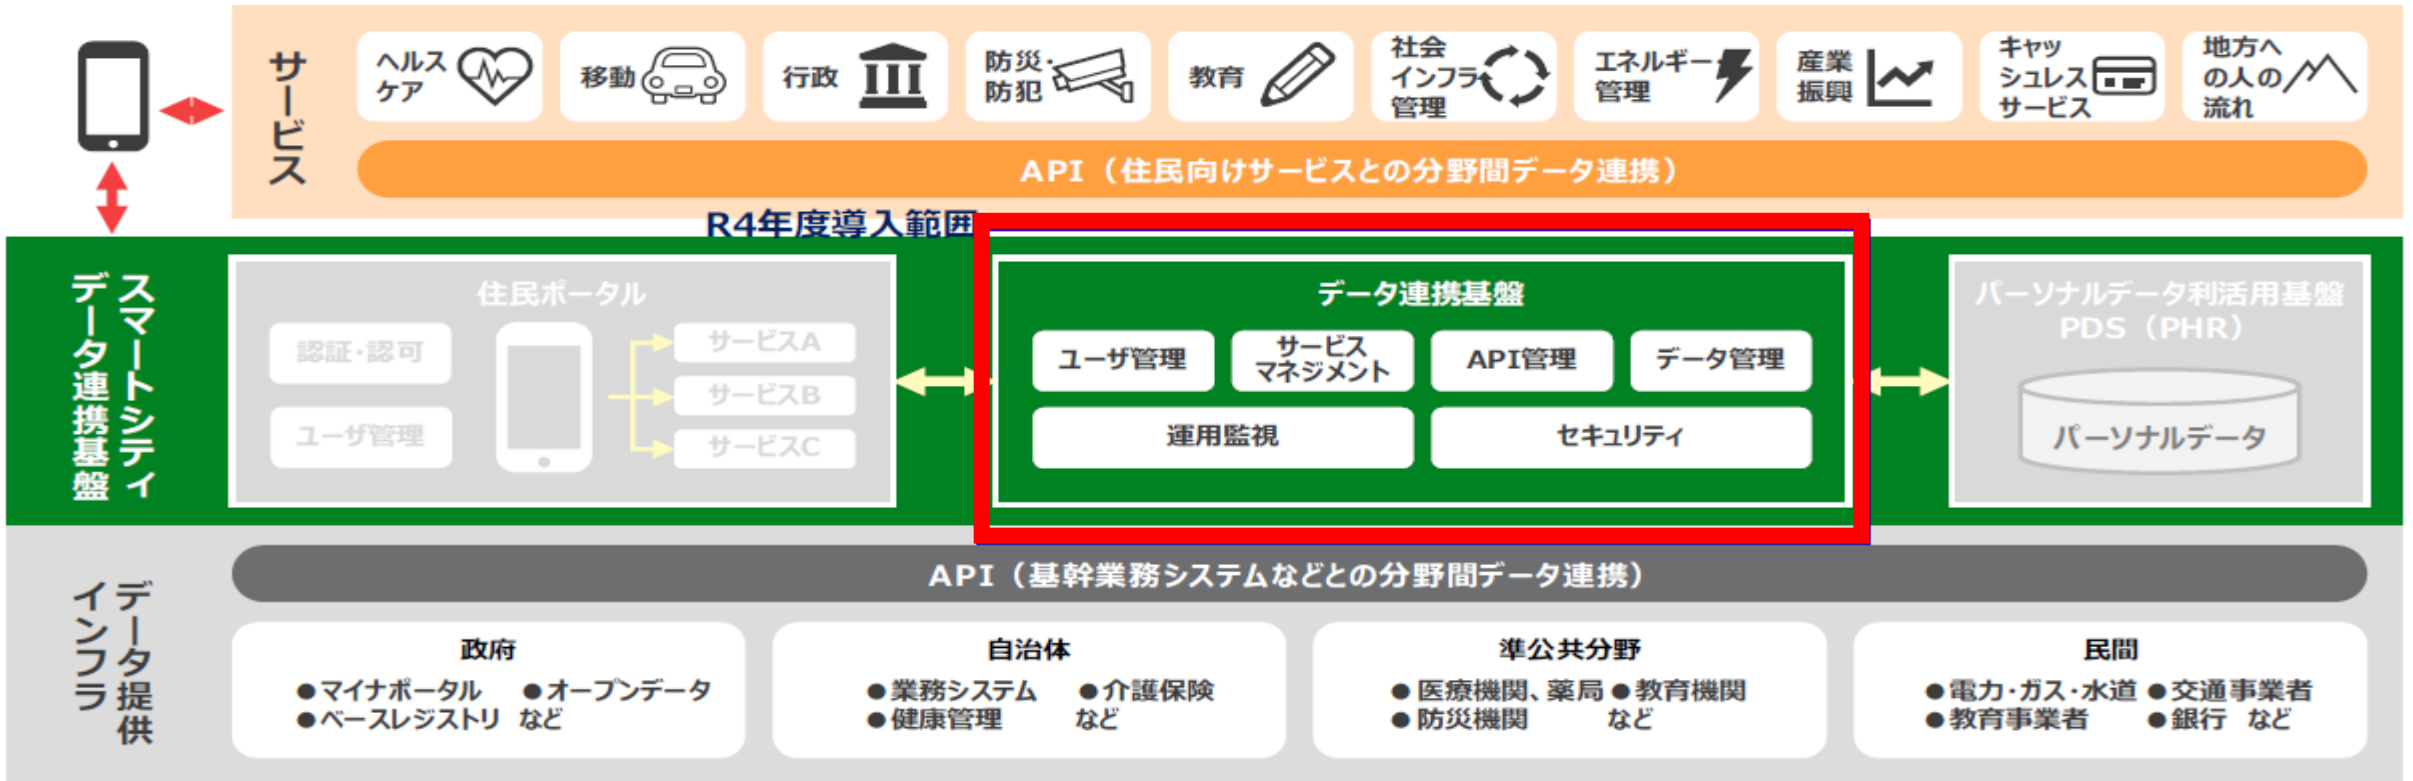 サービス
ヘルス
ケア
移動
行政
防災・
防犯
教育
社会
インフラ
管理
エネルギー
管理
産業
振興
キャッ
シュレス
サービス
地方へ
の人の
流れ
API（住民向けサービスとの分野間データ連携）
R4年度導入範囲
スマートシティ
データ連携基盤
住民ポータル
認証・認可
ユーザ管理
サービスA
サービスB
サービスC
データ連携基盤
ユーザ管理
サービス
マネジメント
API管理
データ管理
運用監視
セキュリティ
パーソナルデータ利活用基盤
PDS（PHR）
パーソナルデータ
データ提供
インフラ
API（基幹業務システムなどとの分野間データ連携）
政府
●マイナポータル ●オープンデータ
●ベースレジストリ など
自治体
●業務システム ●介護保険
●健康管理 など
準公共分野
●医療機関、薬局 ●教育機関
●防災機関 など
民間
●電力・ガス・水道 ●交通事業者
●教育事業者 ●銀行 など